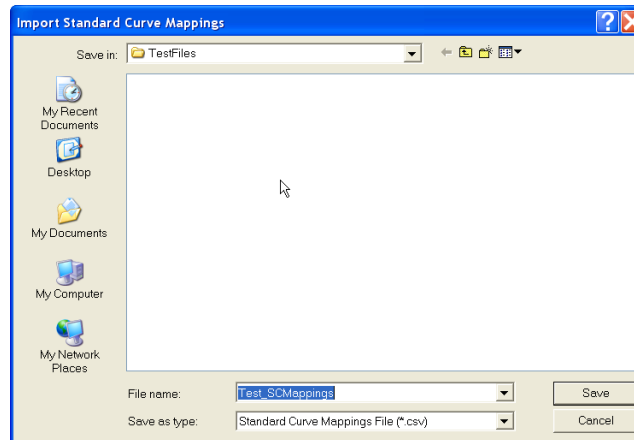 Import Standard Curve Mappings
Save in: TestFiles
My Recent
Documents
Desktop
My Documents
My Computer
My Network
Places
File name: Test_SCMappings Save
Save as type: Standard Curve Mappings File (*.csv) Cancel